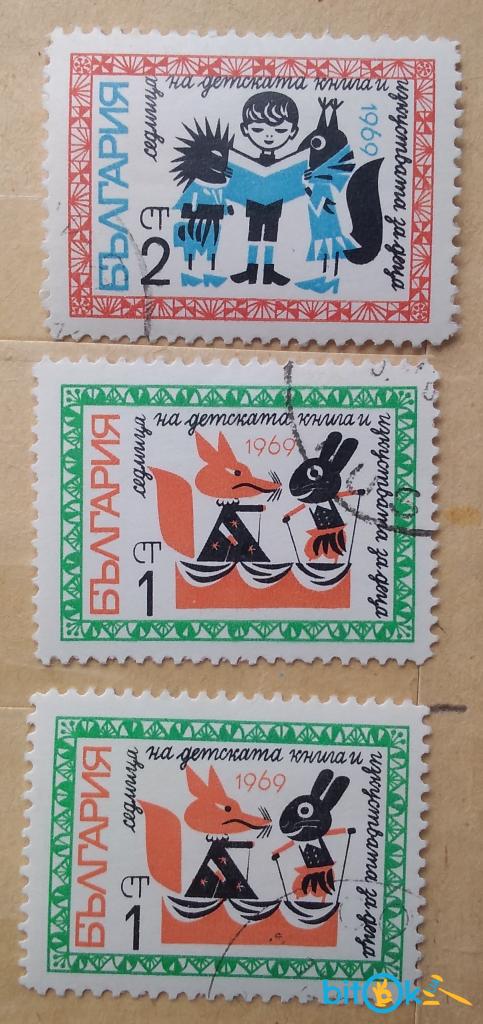 БЪЛГАРИЯ
седмица на детската книга и изкуствата за деца
1969
ст 2
БЪЛГАРИЯ
седмица на детската книга и изкуствата за деца
1969
ст 1
БЪЛГАРИЯ
седмица на детската книга и изкуствата за деца
1969
ст 1
bitok